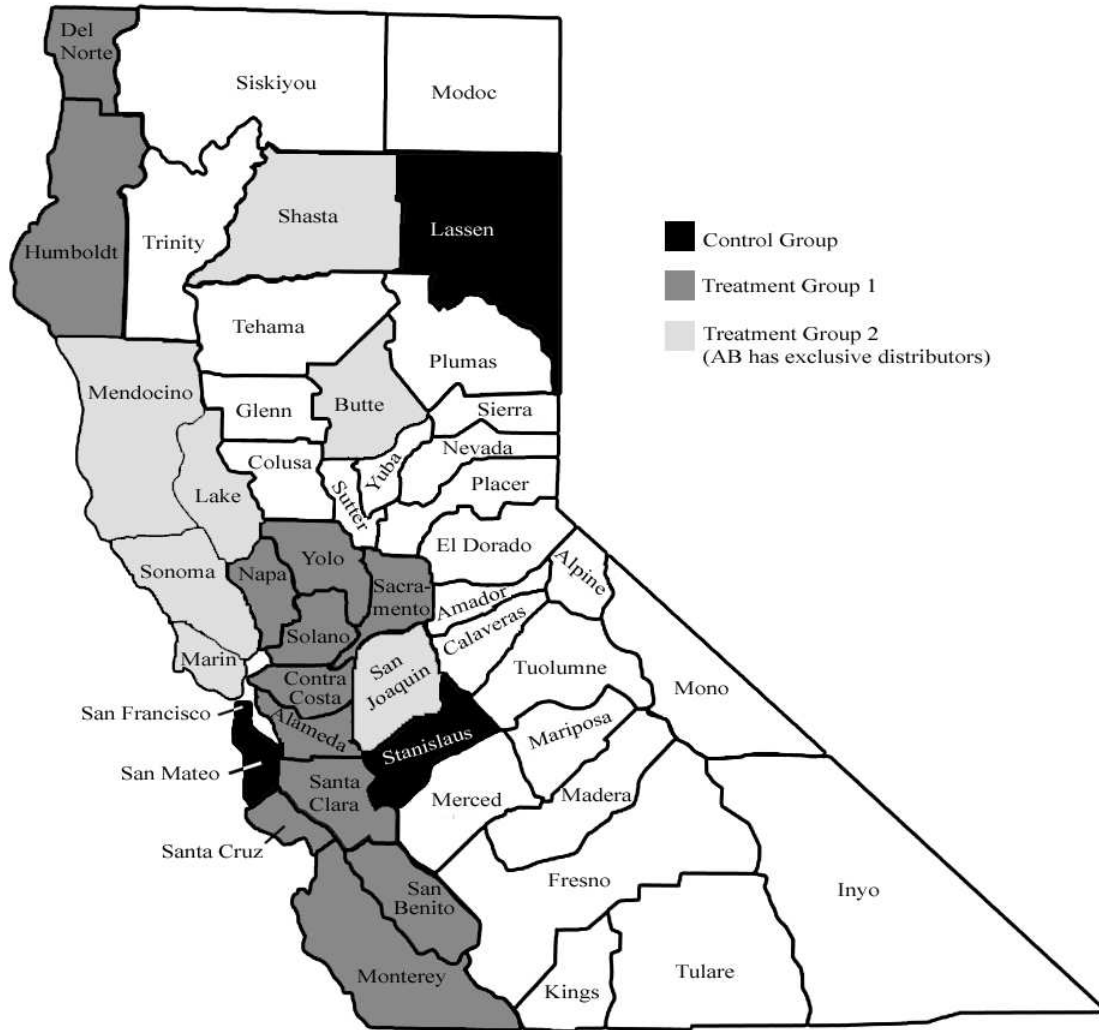 Del
Norte
Siskiyou
Modoc
Shasta
Lassen
Humboldt
Trinity
Control Group
Treatment Group 1
Treatment Group 2
(AB has exclusive distributors)
Tehama
Plumas
Mendocino
Glenn
Butte
Sierra
Colusa
Yuba
Nevada
Lake
Sutter
Placer
El Dorado
Sonoma
Napa
Yolo
Sacra-
mento
Alpine
Amador
Solano
Calaveras
Marin
Contra
Costa
San
Joaquin
Tuolumne
Mono
San Francisco
Alameda
Stanislaus
Mariposa
San Mateo
Santa
Clara
Merced
Madera
Santa Cruz
San
Benito
Fresno
Inyo
Monterey
Kings
Tulare